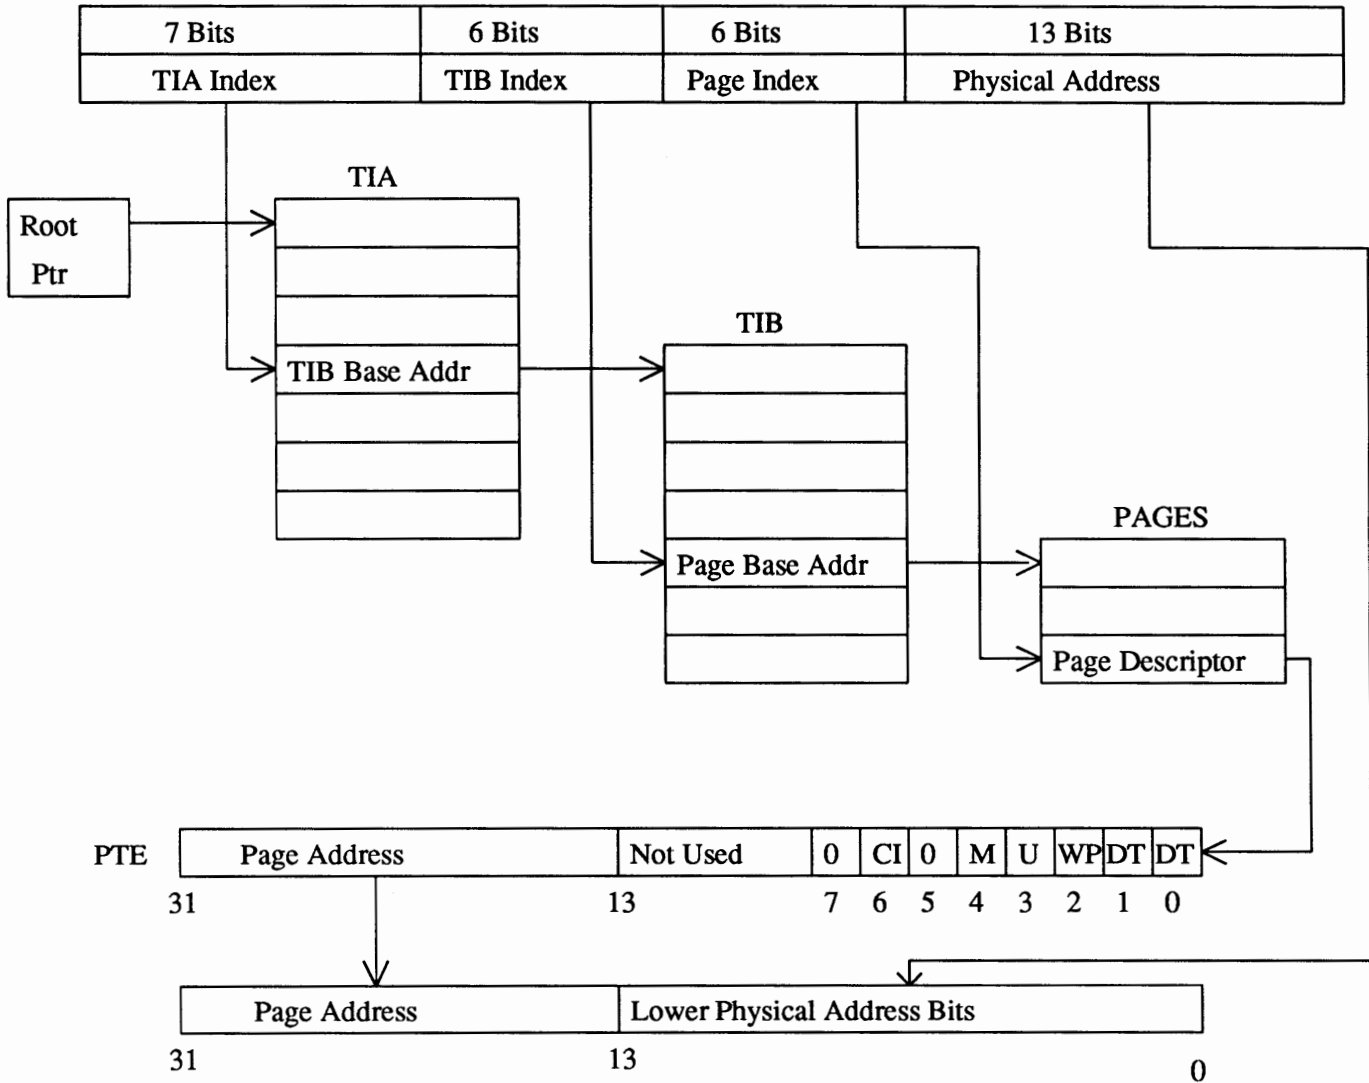 7 Bits 6 Bits 6 Bits 13 Bits
TIA Index TIB Index Page Index Physical Address
TIA
Root
Ptr
TIB
TIB Base Addr
PAGES
Page Base Addr
Page Descriptor
PTE Page Address Not Used 0 CI 0 M U WP DT DT
31 13 7 6 5 4 3 2 1 0
Page Address Lower Physical Address Bits
31 13 0